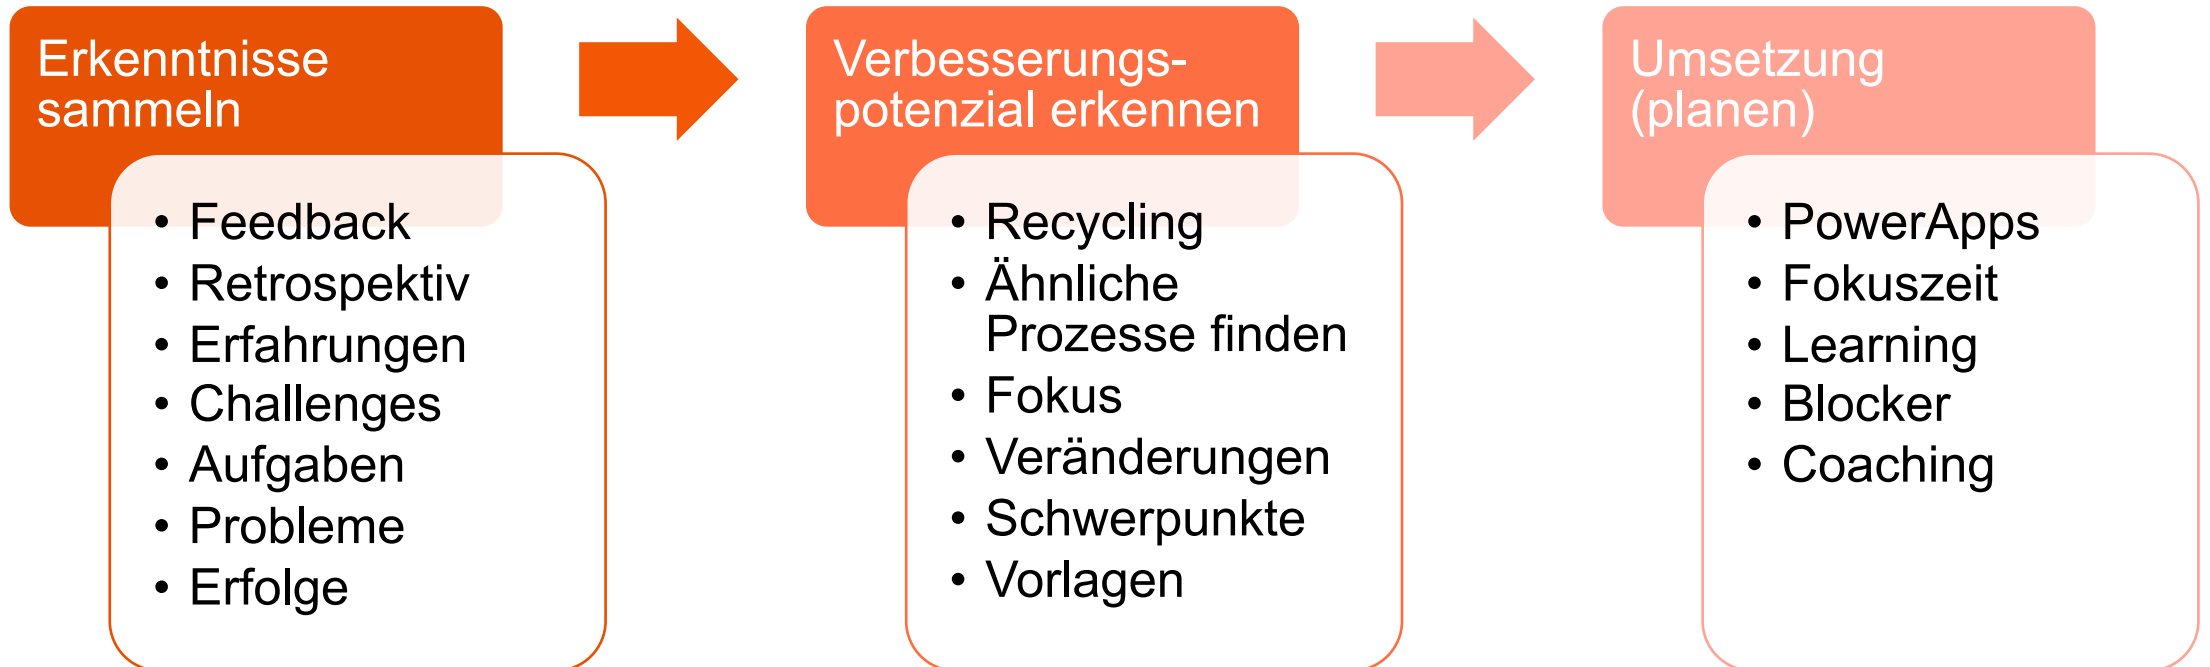 Erkenntnisse
sammeln
• Feedback
• Retrospektiv
• Erfahrungen
• Challenges
• Aufgaben
• Probleme
• Erfolge
Verbesserungs-
potenzial erkennen
• Recycling
• Ähnliche
Prozesse finden
• Fokus
• Veränderungen
• Schwerpunkte
• Vorlagen
Umsetzung
(planen)
• PowerApps
• Fokuszeit
• Learning
• Blocker
• Coaching